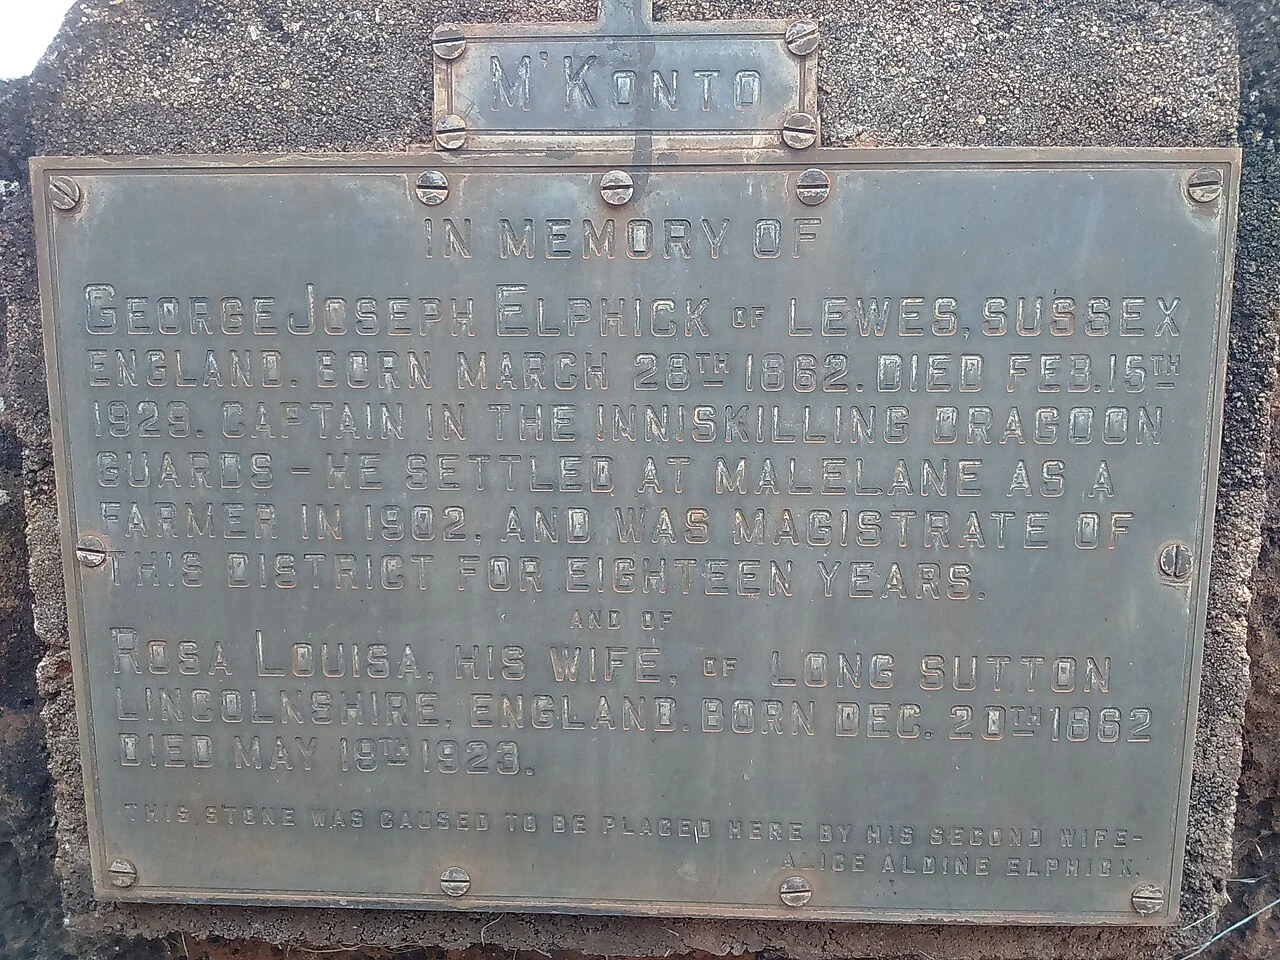 M'KONTO
IN MEMORY OF
GEORGE JOSEPH ELPHICK OF LEWES, SUSSEX
ENGLAND. BORN MARCH 28TH 1862. DIED FEB. 15TH
1929. CAPTAIN IN THE INNISKILLING DRAGOON
GUARDS - HE SETTLED AT MALELANE AS A
FARMER IN 1902, AND WAS MAGISTRATE OF
THIS DISTRICT FOR EIGHTEEN YEARS.
AND OF
ROSA LOUISA, HIS WIFE, OF LONG SUTTON
LINCOLNSHIRE, ENGLAND. BORN DEC. 20TH 1862
DIED MAY 19TH 1923.
THIS STONE WAS CAUSED TO BE PLACED HERE BY HIS SECOND WIFE-
ALICE ALDINE ELPHICK.